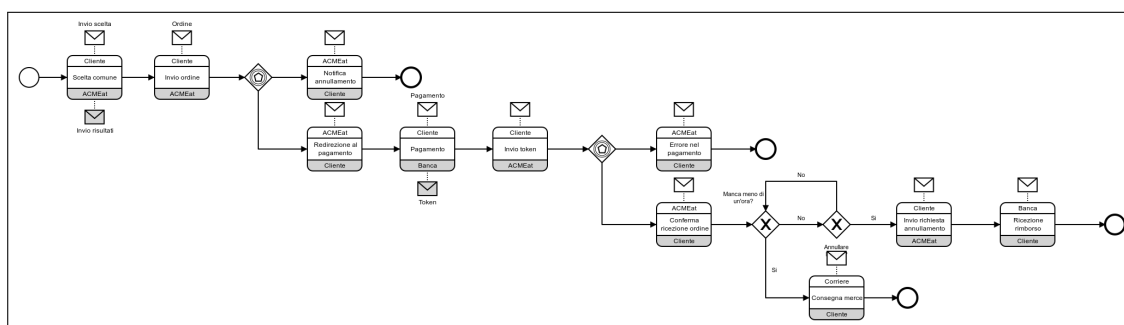 Invio scelta
Cliente
Scelta comune
ACMEat
Invio risultati
Ordine
Cliente
Invio ordine
ACMEat
ACMEat
Notifica
annullamento
Cliente
ACMEat
Redirezione al
pagamento
Cliente
Pagamento
Cliente
Pagamento
Banca
Token
Cliente
Invio token
ACMEat
ACMEat
Errore nel
pagamento
Cliente
ACMEat
Conferma
ricezione ordine
Cliente
Manca meno di
un'ora?
No
No
Si
Si
Annullare
Cliente
Invio richiesta
annullamento
ACMEat
Banca
Ricezione
rimborso
Cliente
Corriere
Consegna merce
Cliente